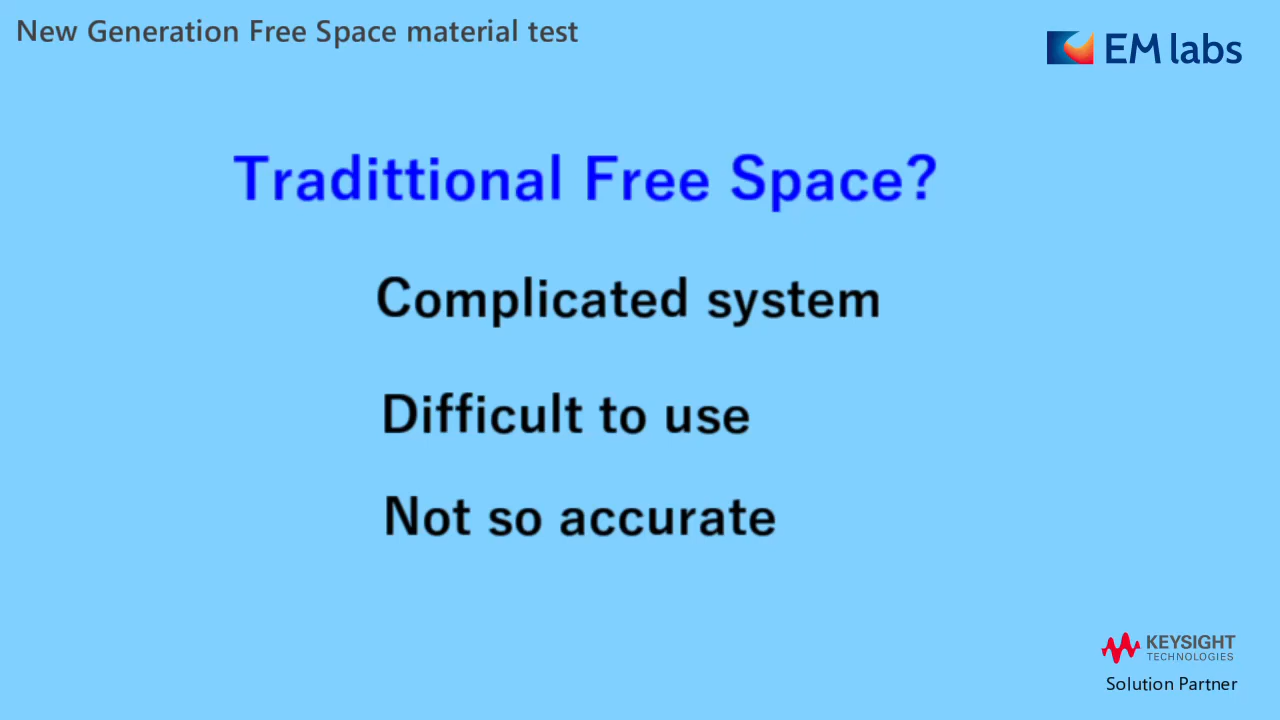 New Generation Free Space material test
EM labs
Tradittional Free Space?
Complicated system
Difficult to use
Not so accurate
KEYSIGHT
TECHNOLOGIES
Solution Partner